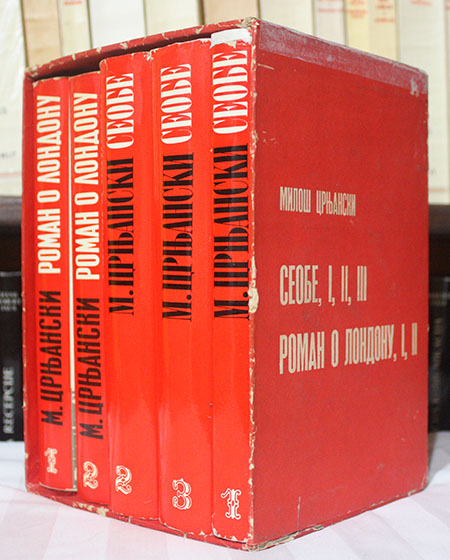 М. ЦРЊАНСКИ РОМАН О ЛОНДОНУ
1
М. ЦРЊАНСКИ РОМАН О ЛОНДОНУ
2
М. ЦРЊАНСКИ СЕОБЕ
2
М. ЦРЊАНСКИ СЕОБЕ
3
М. ЦРЊАНСКИ СЕОБЕ
1
МИЛОШ ЦРЊАНСКИ
СЕОБЕ, I, II, III
РОМАН О ЛОНДОНУ, I, II